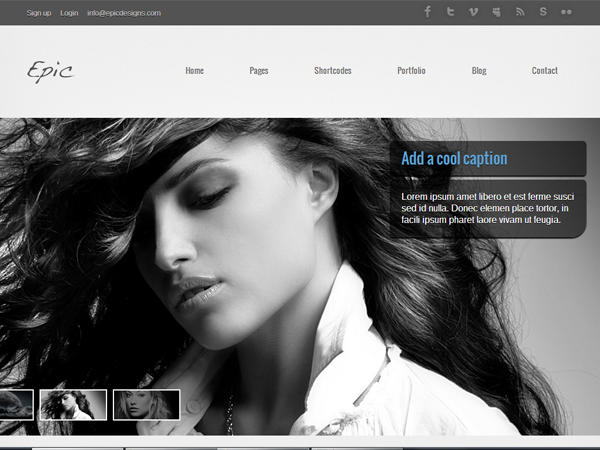 Sign up Login info@epicdesigns.com
Epic
Home Pages Shortcodes Portfolio Blog Contact
Add a cool caption
Lorem ipsum amet libero et est ferme susci
sed id nulla. Donec elemen place tortor, in
facili ipsum pharet laore vivam ut feugia.